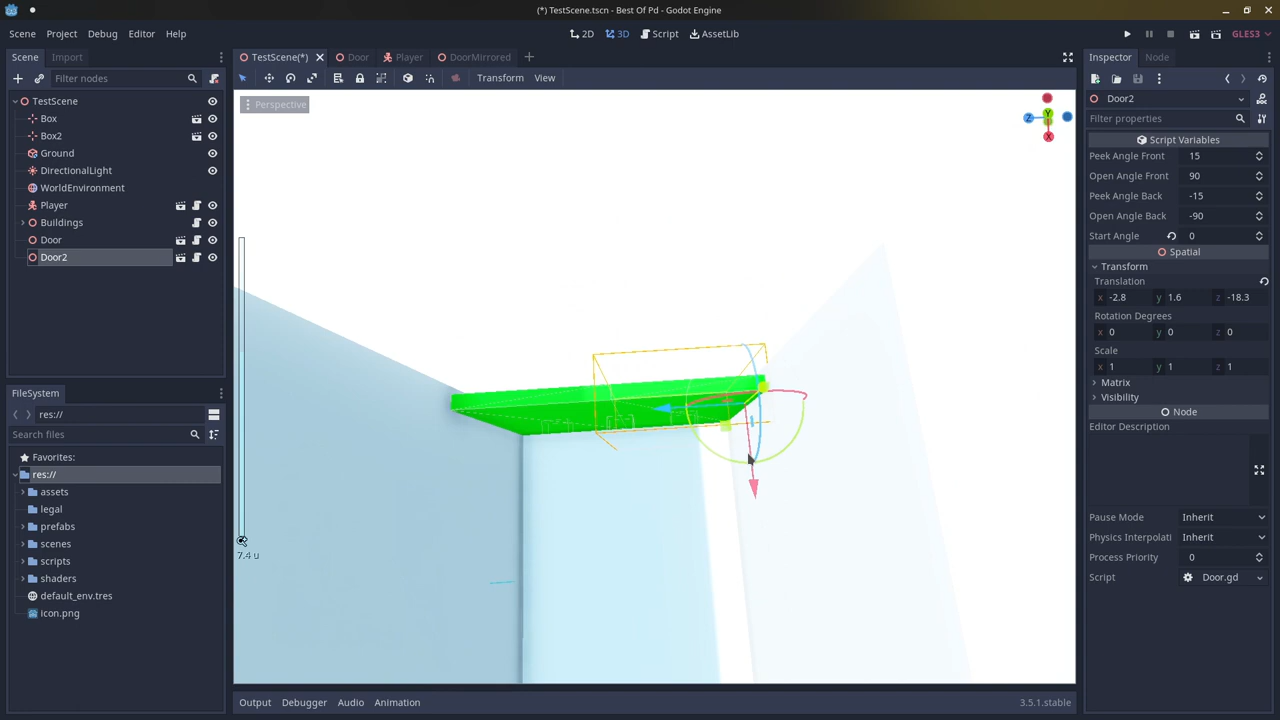 (*) TestScene.tscn - Best Of Pd - Godot Engine
Scene Project Debug Editor Help
2D 3D Script AssetLib
GLES3
Scene Import
TestScene(*) Door Player DoorMirrored
Inspector Node
Filter nodes
Transform View
TestScene
Box
Box2
Ground
DirectionalLight
WorldEnvironment
Player
Buildings
Door
Door2
FileSystem
res://
Search files
Favorites:
res://
assets
legal
prefabs
scenes
scripts
shaders
default_env.tres
icon.png
Perspective
Y
Z
X
7.4 u
Output Debugger Audio Animation
3.5.1.stable
Door2
Filter properties
Script Variables
Peek Angle Front 15
Open Angle Front 90
Peek Angle Back -15
Open Angle Back -90
Start Angle 0
Spatial
Transform
Translation
x -2.8 y 1.6 z -18.3
Rotation Degrees
x 0 y 0 z 0
Scale
x 1 y 1 z 1
Matrix
Visibility
Node
Editor Description
Pause Mode Inherit
Physics Interpolati Inherit
Process Priority 0
Script Door.gd